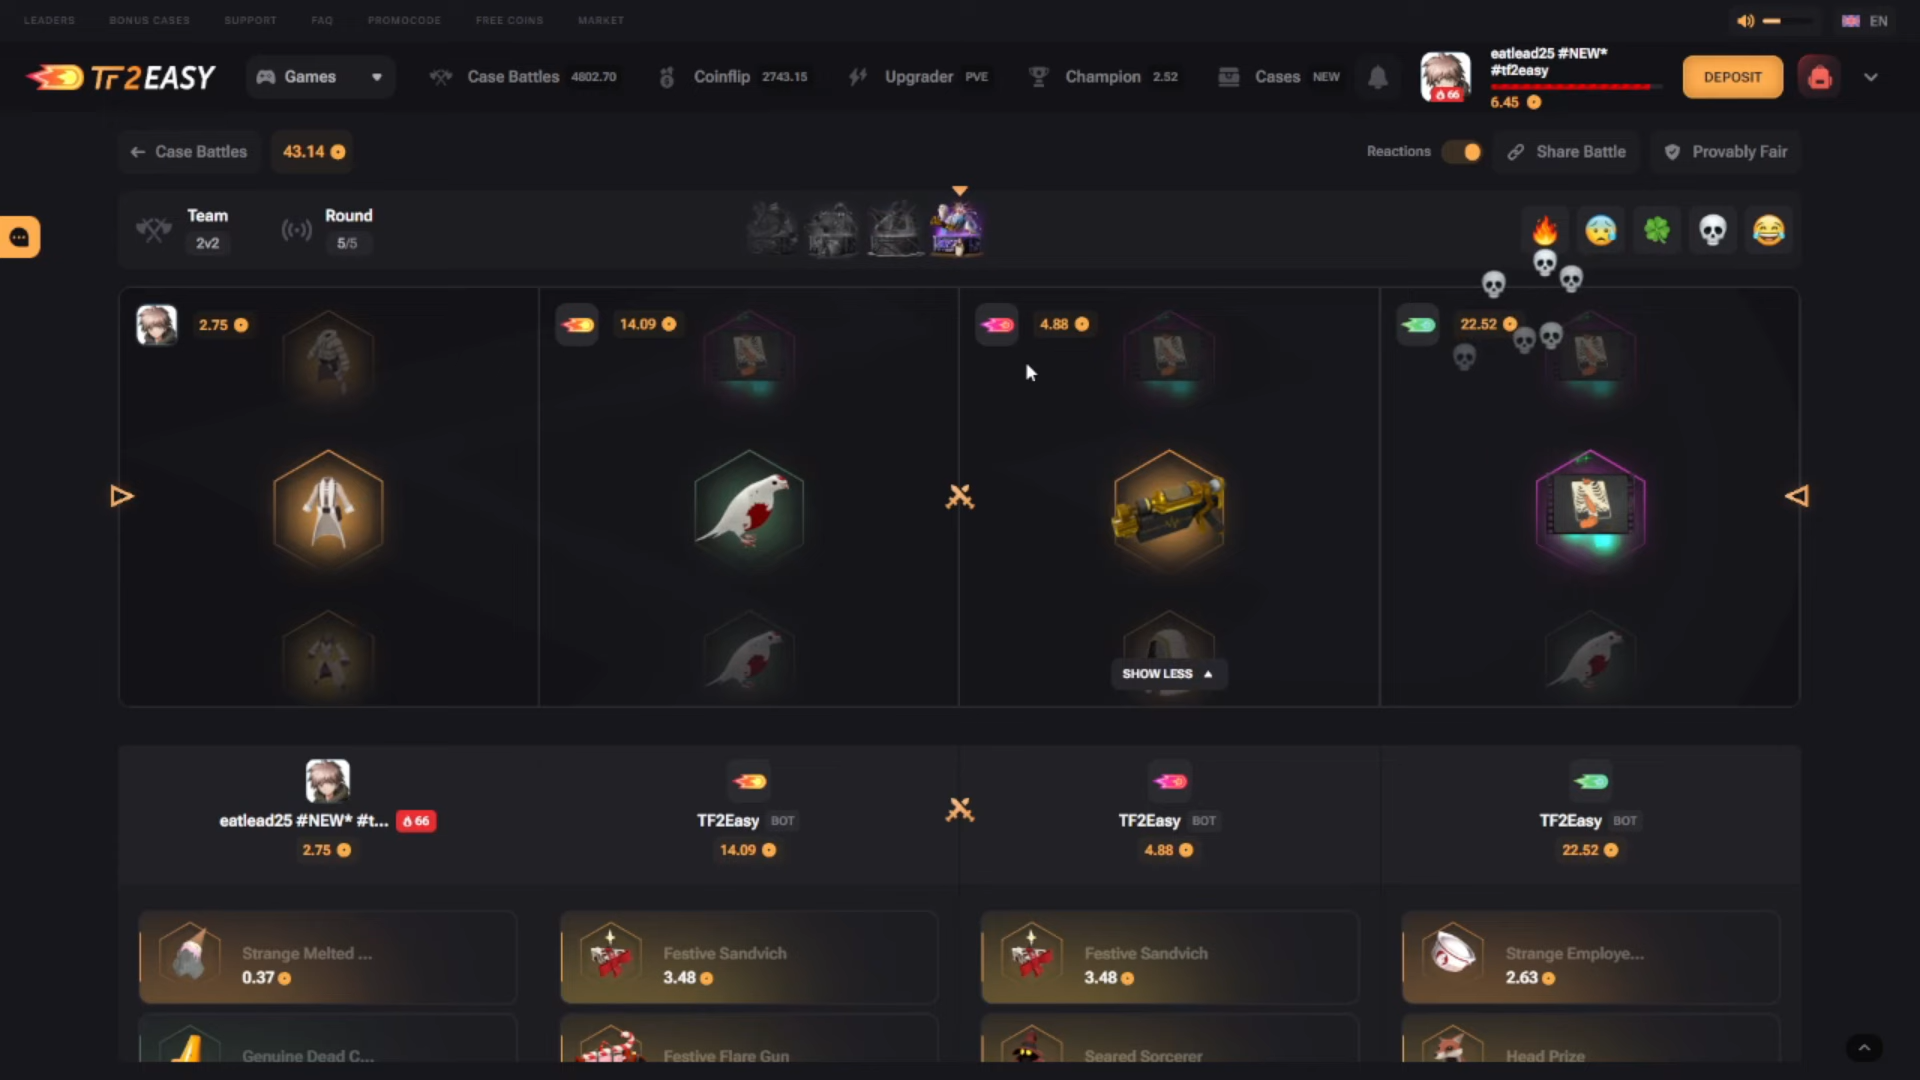 LEADERS BONUS CASES SUPPORT FAQ PROMOCODE FREE COINS MARKET EN
TF2EASY Games Case Battles 4802.70 Coinflip 2743.15 Upgrader PVE Champion 2.52 Cases NEW
66
eatlead25 #NEW*
#tf2easy
6.45
DEPOSIT
Case Battles 43.14 Reactions Share Battle Provably Fair
Team Round
2v2 5/5
2.75 14.09 4.88 22.52
SHOW LESS
eatlead25 #NEW* #t... 66 TF2Easy BOT TF2Easy BOT TF2Easy BOT
2.75 14.09 4.88 22.52
Strange Melted ... Festive Sandvich Festive Sandvich Strange Employe...
0.37 3.48 3.48 2.63
Genuine Dead C... Festive Flare Gun Seared Sorcerer Head Prize